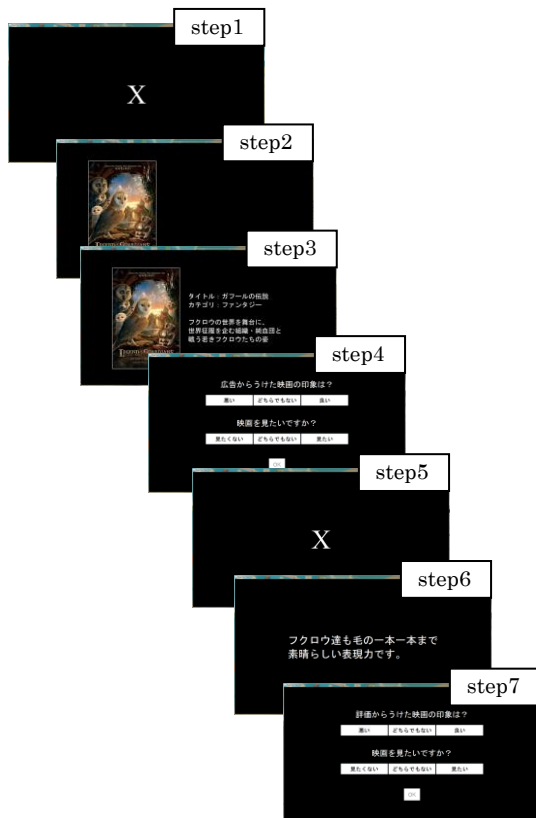 step1
X
step2
step3
タイトル：ガフールの伝説
カテゴリ：ファンタジー
フクロウの世界を舞台に、
世界征服を企む組織・純血団と
戦う若きフクロウたちの姿
step4
広告からうけた映画の印象は？
悪い どちらでもない 良い
映画を見たいですか？
見たくない どちらでもない 見たい
OK
step5
X
step6
フクロウ達も毛の一本一本まで
素晴らしい表現力です。
step7
評価からうけた映画の印象は？
悪い どちらでもない 良い
映画を見たいですか？
見たくない どちらでもない 見たい
OK